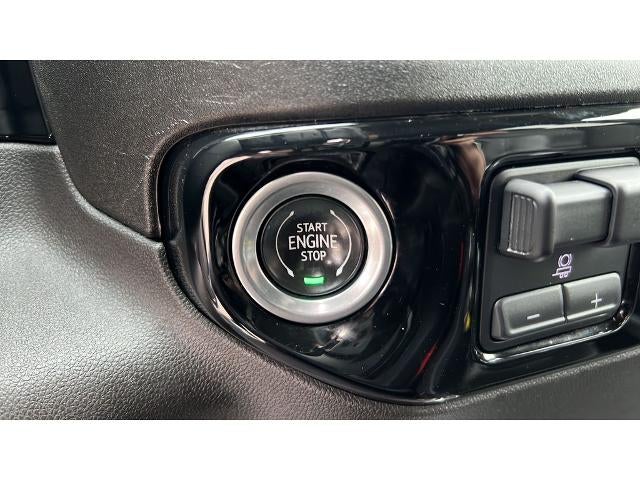 START
ENGINE
STOP
− +